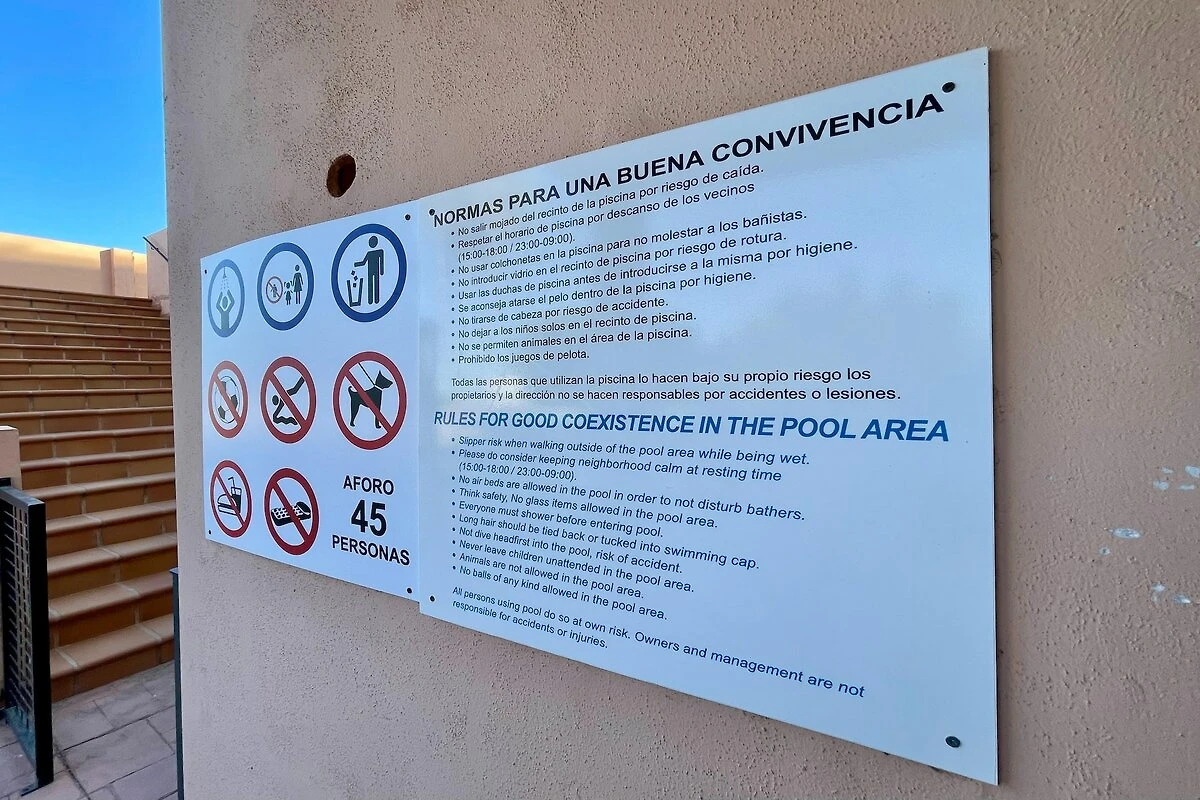 AFORO
45
PERSONAS
NORMAS PARA UNA BUENA CONVIVENCIA
• No salir mojado del recinto de la piscina por riesgo de caída.
• Respetar el horario de piscina por descanso de los vecinos
(15:00-18:00 / 23:00-09:00).
• No usar colchonetas en la piscina para no molestar a los bañistas.
• No introducir vidrio en el recinto de piscina por riesgo de rotura.
• Usar las duchas de piscina antes de introducirse a la misma por higiene.
• Se aconseja atarse el pelo dentro de la piscina por higiene.
• No tirarse de cabeza por riesgo de accidente.
• No dejar a los niños solos en el recinto de piscina.
• No se permiten animales en el área de la piscina.
• Prohibido los juegos de pelota.
Todas las personas que utilizan la piscina lo hacen bajo su propio riesgo los
propietarios y la dirección no se hacen responsables por accidentes o lesiones.
RULES FOR GOOD COEXISTENCE IN THE POOL AREA
• Slipper risk when walking outside of the pool area while being wet.
• Please do consider keeping neighborhood calm at resting time
(15:00-18:00 / 23:00-09:00).
• No air beds are allowed in the pool in order to not disturb bathers.
• Think safety, No glass items allowed in the pool area.
• Everyone must shower before entering pool.
• Long hair should be tied back or tucked into swimming cap.
• Not dive headfirst into the pool, risk of accident.
• Never leave children unattended in the pool area.
• Animals are not allowed in the pool area.
• No balls of any kind allowed in the pool area.
All persons using pool do so at own risk. Owners and management are not
responsible for accidents or injuries.